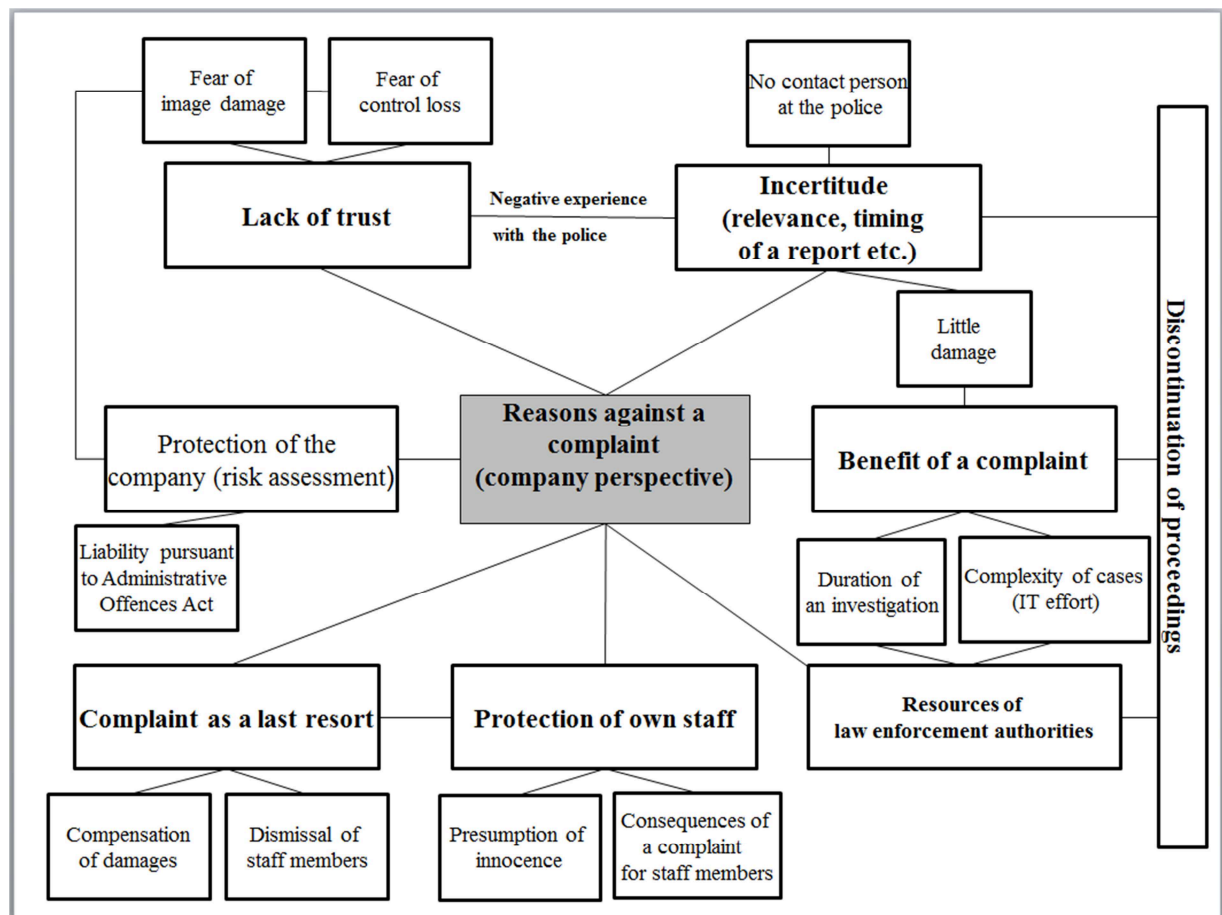 Fear of
image damage
Fear of
control loss
No contact person
at the police
Lack of trust
Negative experience
with the police
Incertitude
(relevance, timing
of a report etc.)
Little
damage
Discontinuation of proceedings
Protection of the
company (risk assessment)
Reasons against a
complaint
(company perspective)
Benefit of a complaint
Liability pursuant
to Administrative
Offences Act
Duration of
an investigation
Complexity of cases
(IT effort)
Complaint as a last resort
Protection of own staff
Resources of
law enforcement authorities
Compensation
of damages
Dismissal of
staff members
Presumption of
innocence
Consequences of
a complaint
for staff members